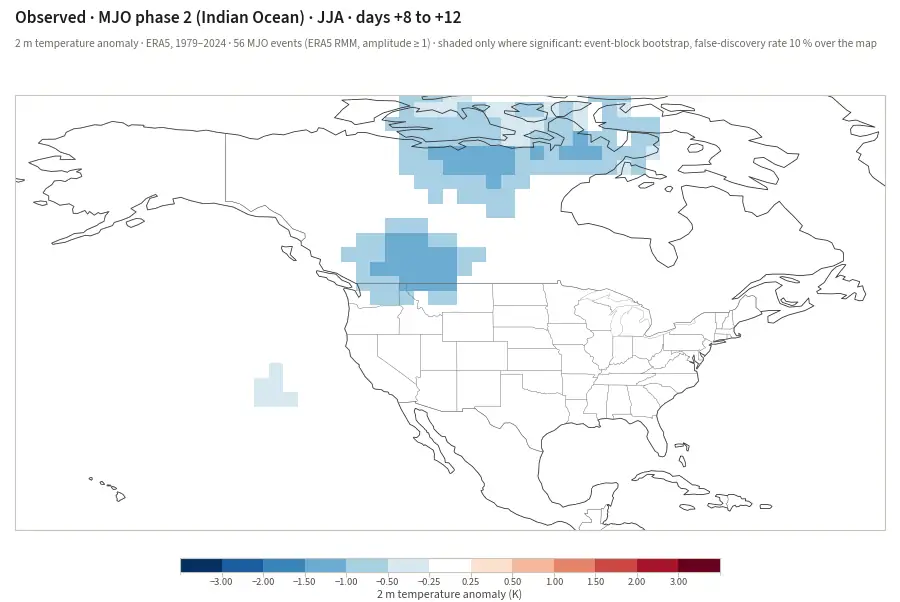 Observed · MJO phase 2 (Indian Ocean) · JJA · days +8 to +12
2 m temperature anomaly · ERA5, 1979–2024 · 56 MJO events (ERA5 RMM, amplitude ≥ 1) · shaded only where significant: event-block bootstrap, false-discovery rate 10 % over the map
−3.00 −2.00 −1.50 −1.00 −0.50 −0.25 0.25 0.50 1.00 1.50 2.00 3.00
2 m temperature anomaly (K)